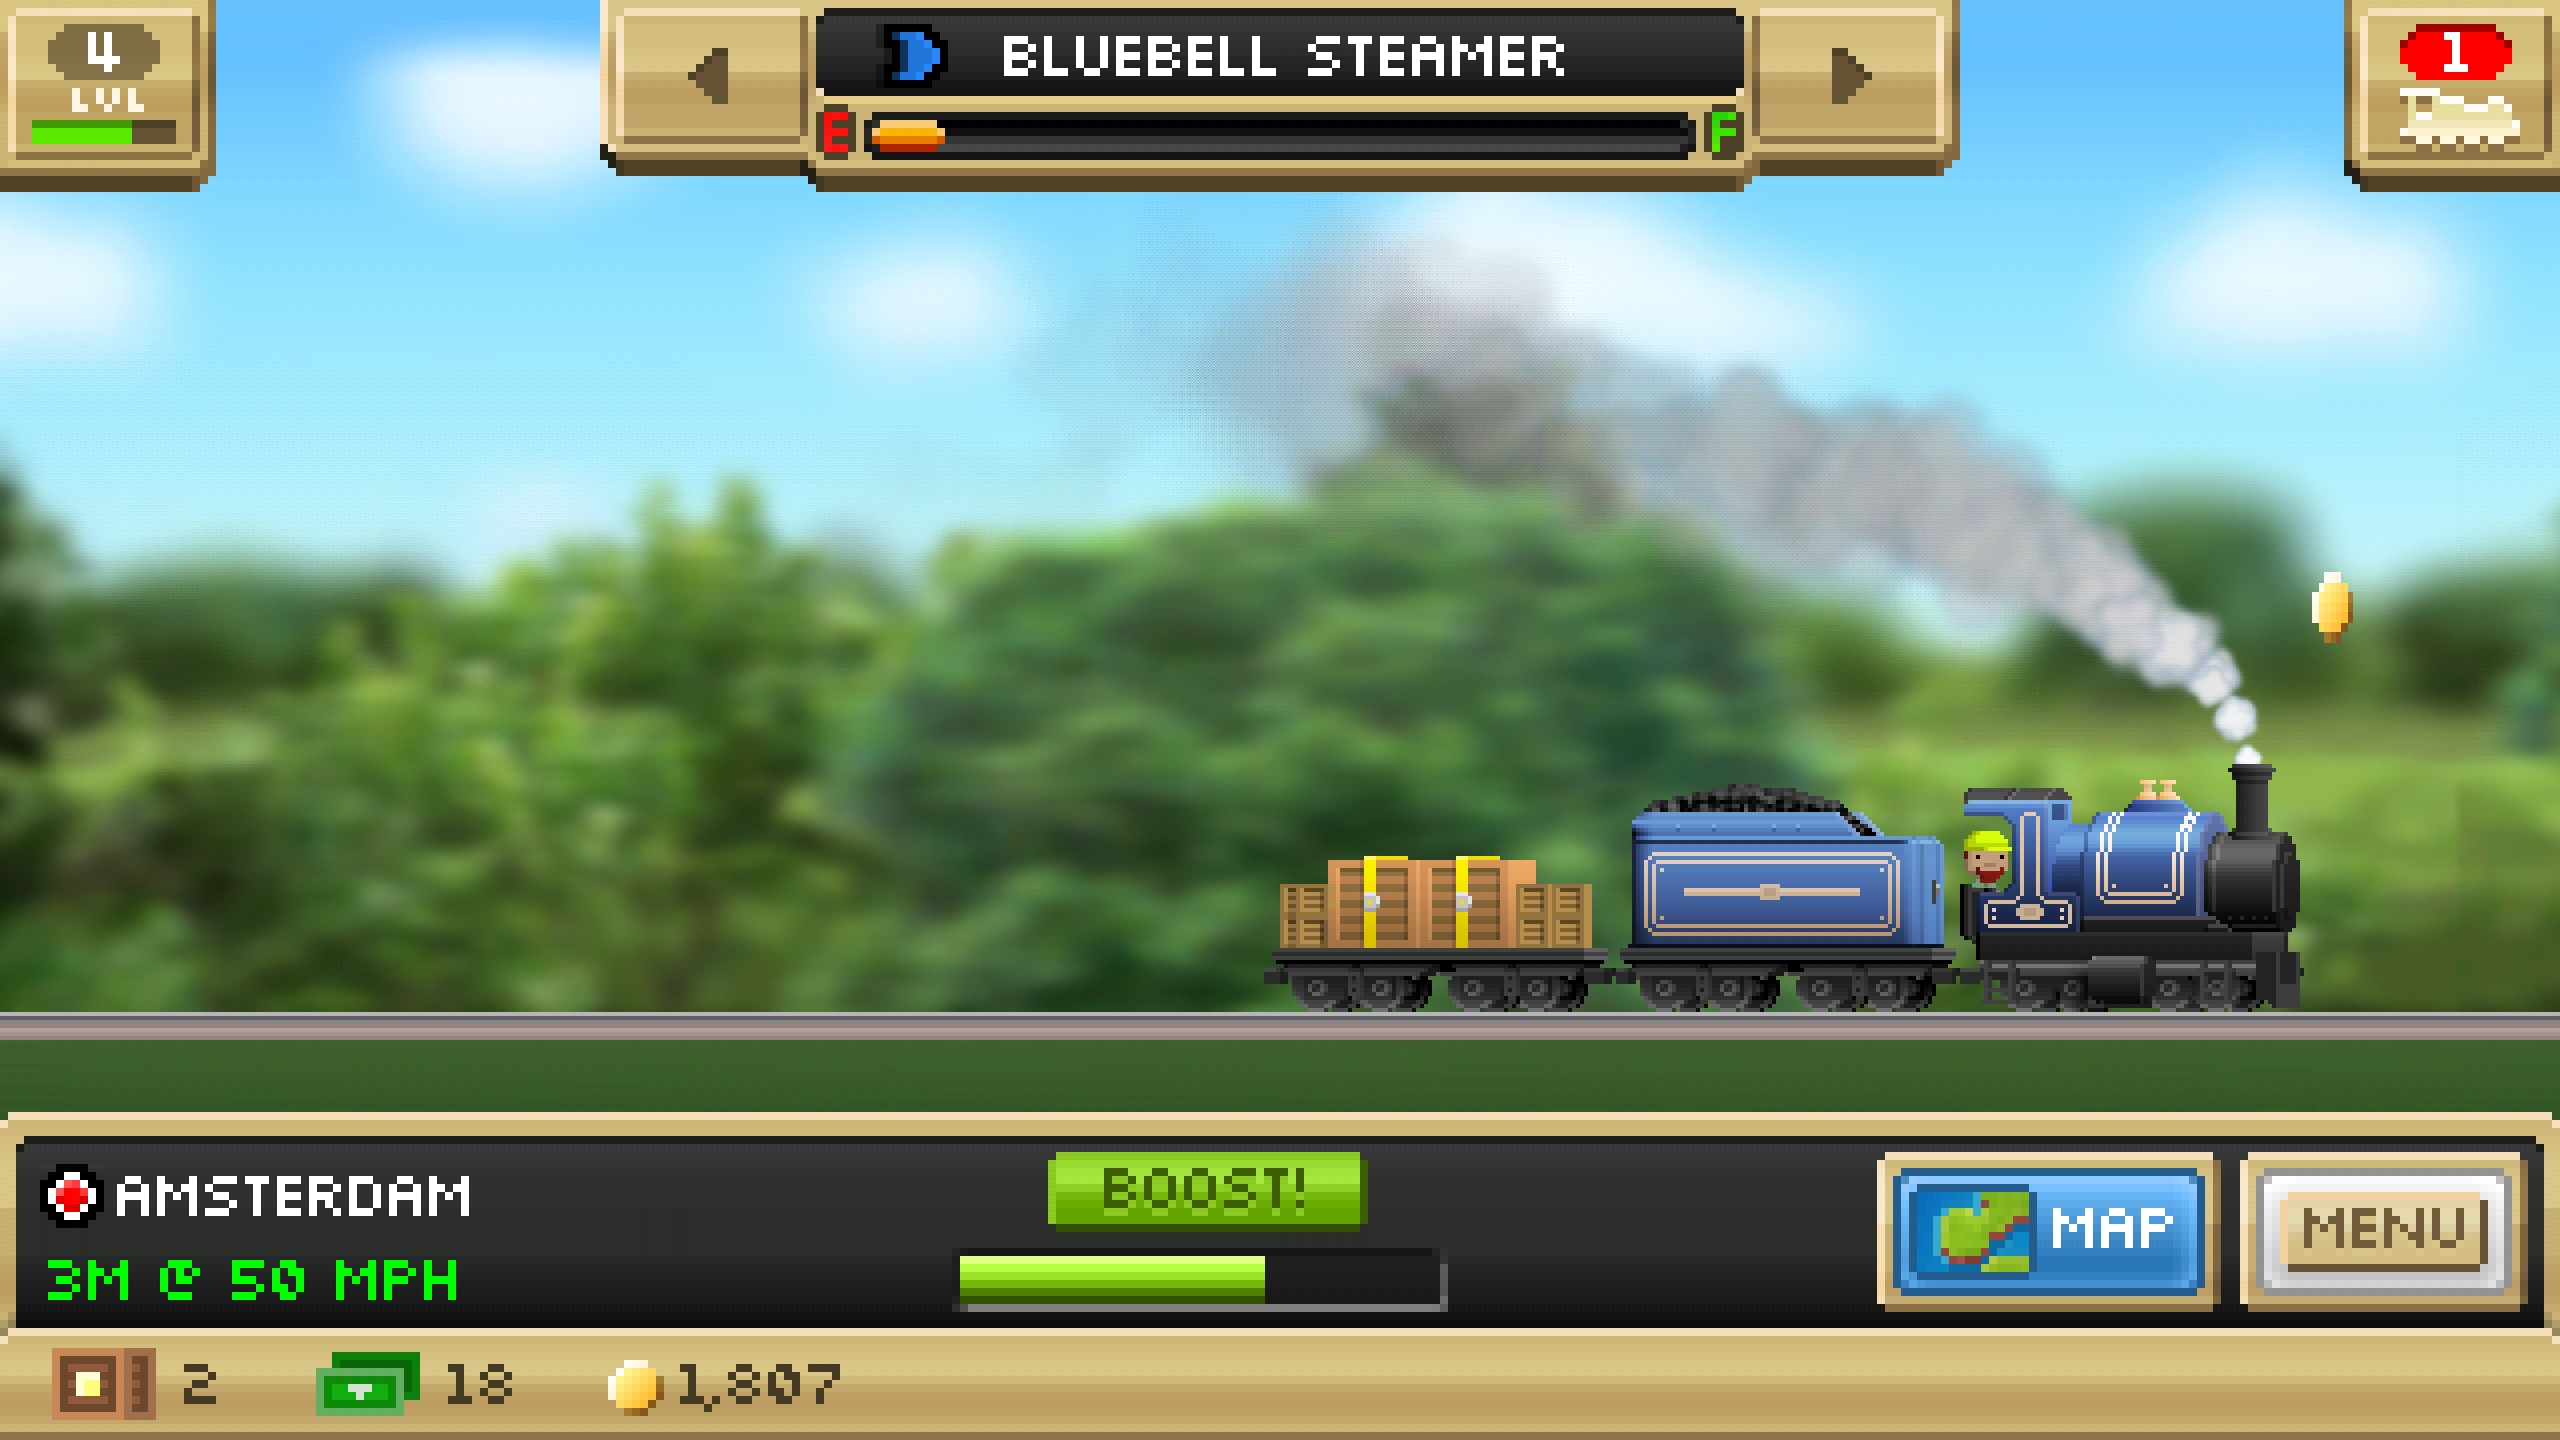 4
LVL
BLUEBELL STEAMER
E F
1
AMSTERDAM
3M @ 50 MPH
BOOST!
MAP
MENU
2 18 1,807